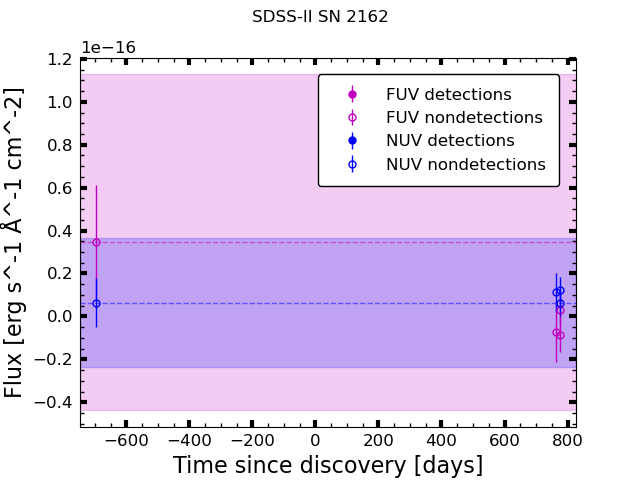 SDSS-II SN 2162
1e−16
1.2
1.0
0.8
0.6
0.4
0.2
0.0
−0.2
−0.4
Flux [erg s^-1 Å^-1 cm^-2]
FUV detections
FUV nondetections
NUV detections
NUV nondetections
−600 −400 −200 0 200 400 600 800
Time since discovery [days]